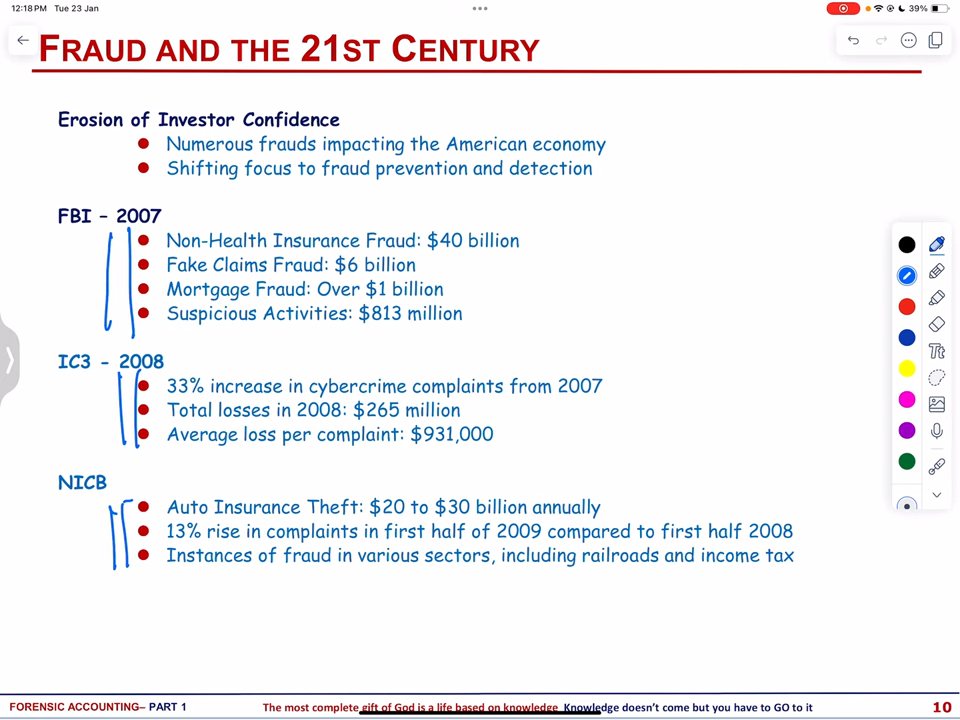 12:18 PM Tue 23 Jan
39%
FRAUD AND THE 21ST CENTURY
Erosion of Investor Confidence
Numerous frauds impacting the American economy
Shifting focus to fraud prevention and detection
FBI – 2007
Non-Health Insurance Fraud: $40 billion
Fake Claims Fraud: $6 billion
Mortgage Fraud: Over $1 billion
Suspicious Activities: $813 million
IC3 - 2008
33% increase in cybercrime complaints from 2007
Total losses in 2008: $265 million
Average loss per complaint: $931,000
NICB
Auto Insurance Theft: $20 to $30 billion annually
13% rise in complaints in first half of 2009 compared to first half 2008
Instances of fraud in various sectors, including railroads and income tax
Tt
FORENSIC ACCOUNTING– PART 1
The most complete gift of God is a life based on knowledge. Knowledge doesn't come but you have to GO to it
10